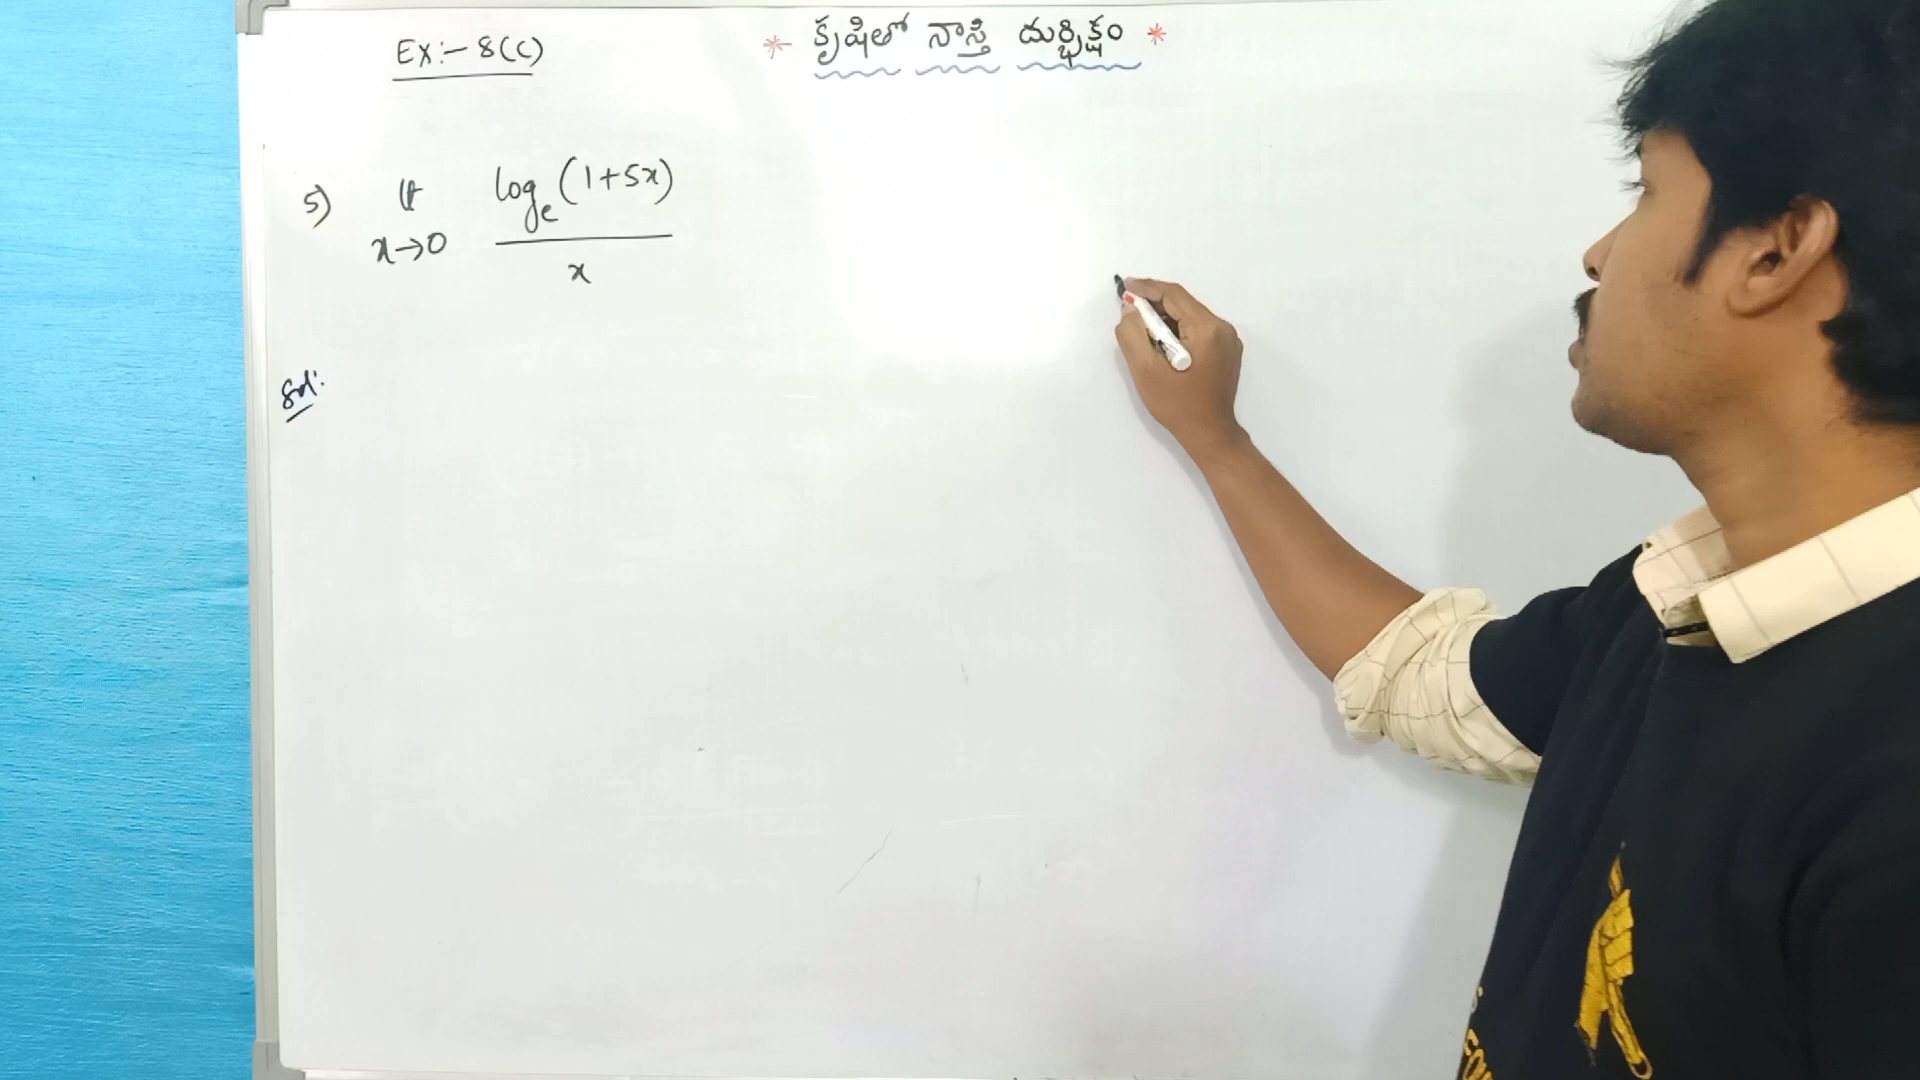 Ex:- 8(c)
* కృషితో నాస్తి దుర్భిక్షం *
5) lt x→0 logₑ(1+5x) / x
Sol: